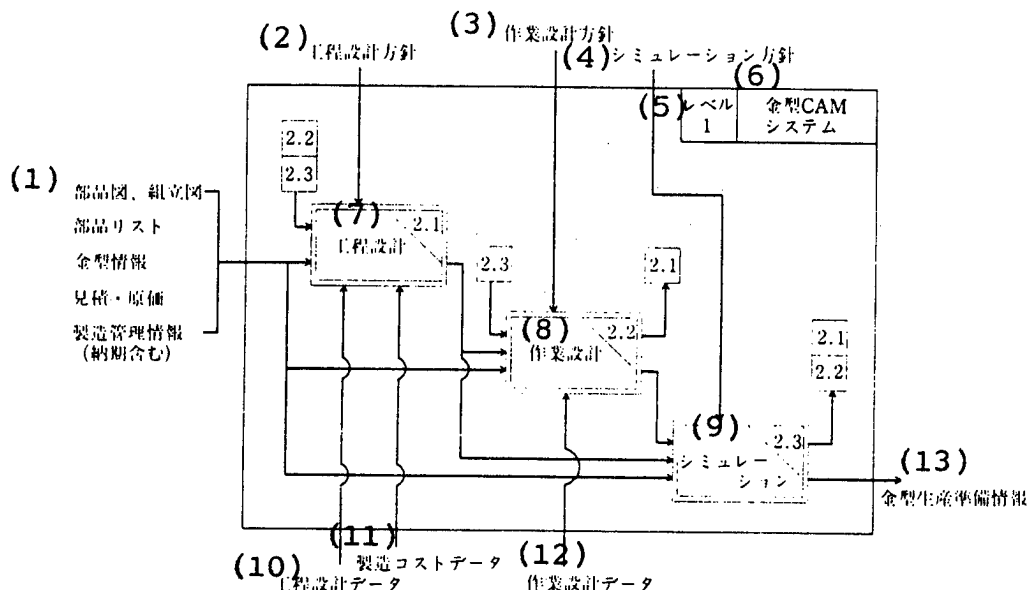 (2) 工程設計方針
(3) 作業設計方針
(4) シミュレーション方針
(5) レベル 1
(6) 金型CAM
システム
2.2
2.3
(1) 部品図、組立図
部品リスト
金型情報
見積・原価
製造管理情報
(納期含む)
(7) 2.1
工程設計
2.3
2.1
(8) 2.2
作業設計
2.1
2.2
(9) 2.3
シミュレー
ション
(13)
金型生産準備情報
(11) 製造コストデータ
(10) 工程設計データ
(12) 作業設計データ